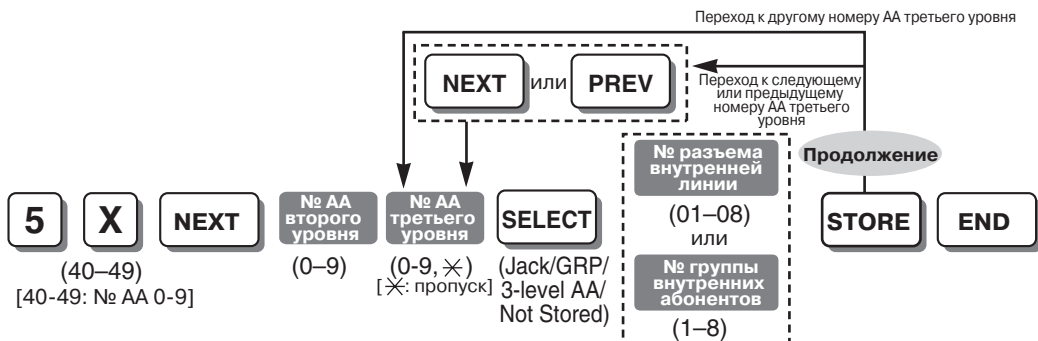 Переход к другому номеру АА третьего уровня
NEXT или PREV
Переход к следующему
или предыдущему
номеру АА третьего
уровня
Продолжение
5 X NEXT
№ АА
второго
уровня
№ АА
третьего
уровня
SELECT
№ разъема
внутренней
линии
(01–08)
или
№ группы
внутренних
абонентов
(1–8)
STORE END
(40–49)
[40-49: № АА 0-9]
(0–9)
(0-9, ✳)
[✳: пропуск]
(Jack/GRP/
3-level AA/
Not Stored)